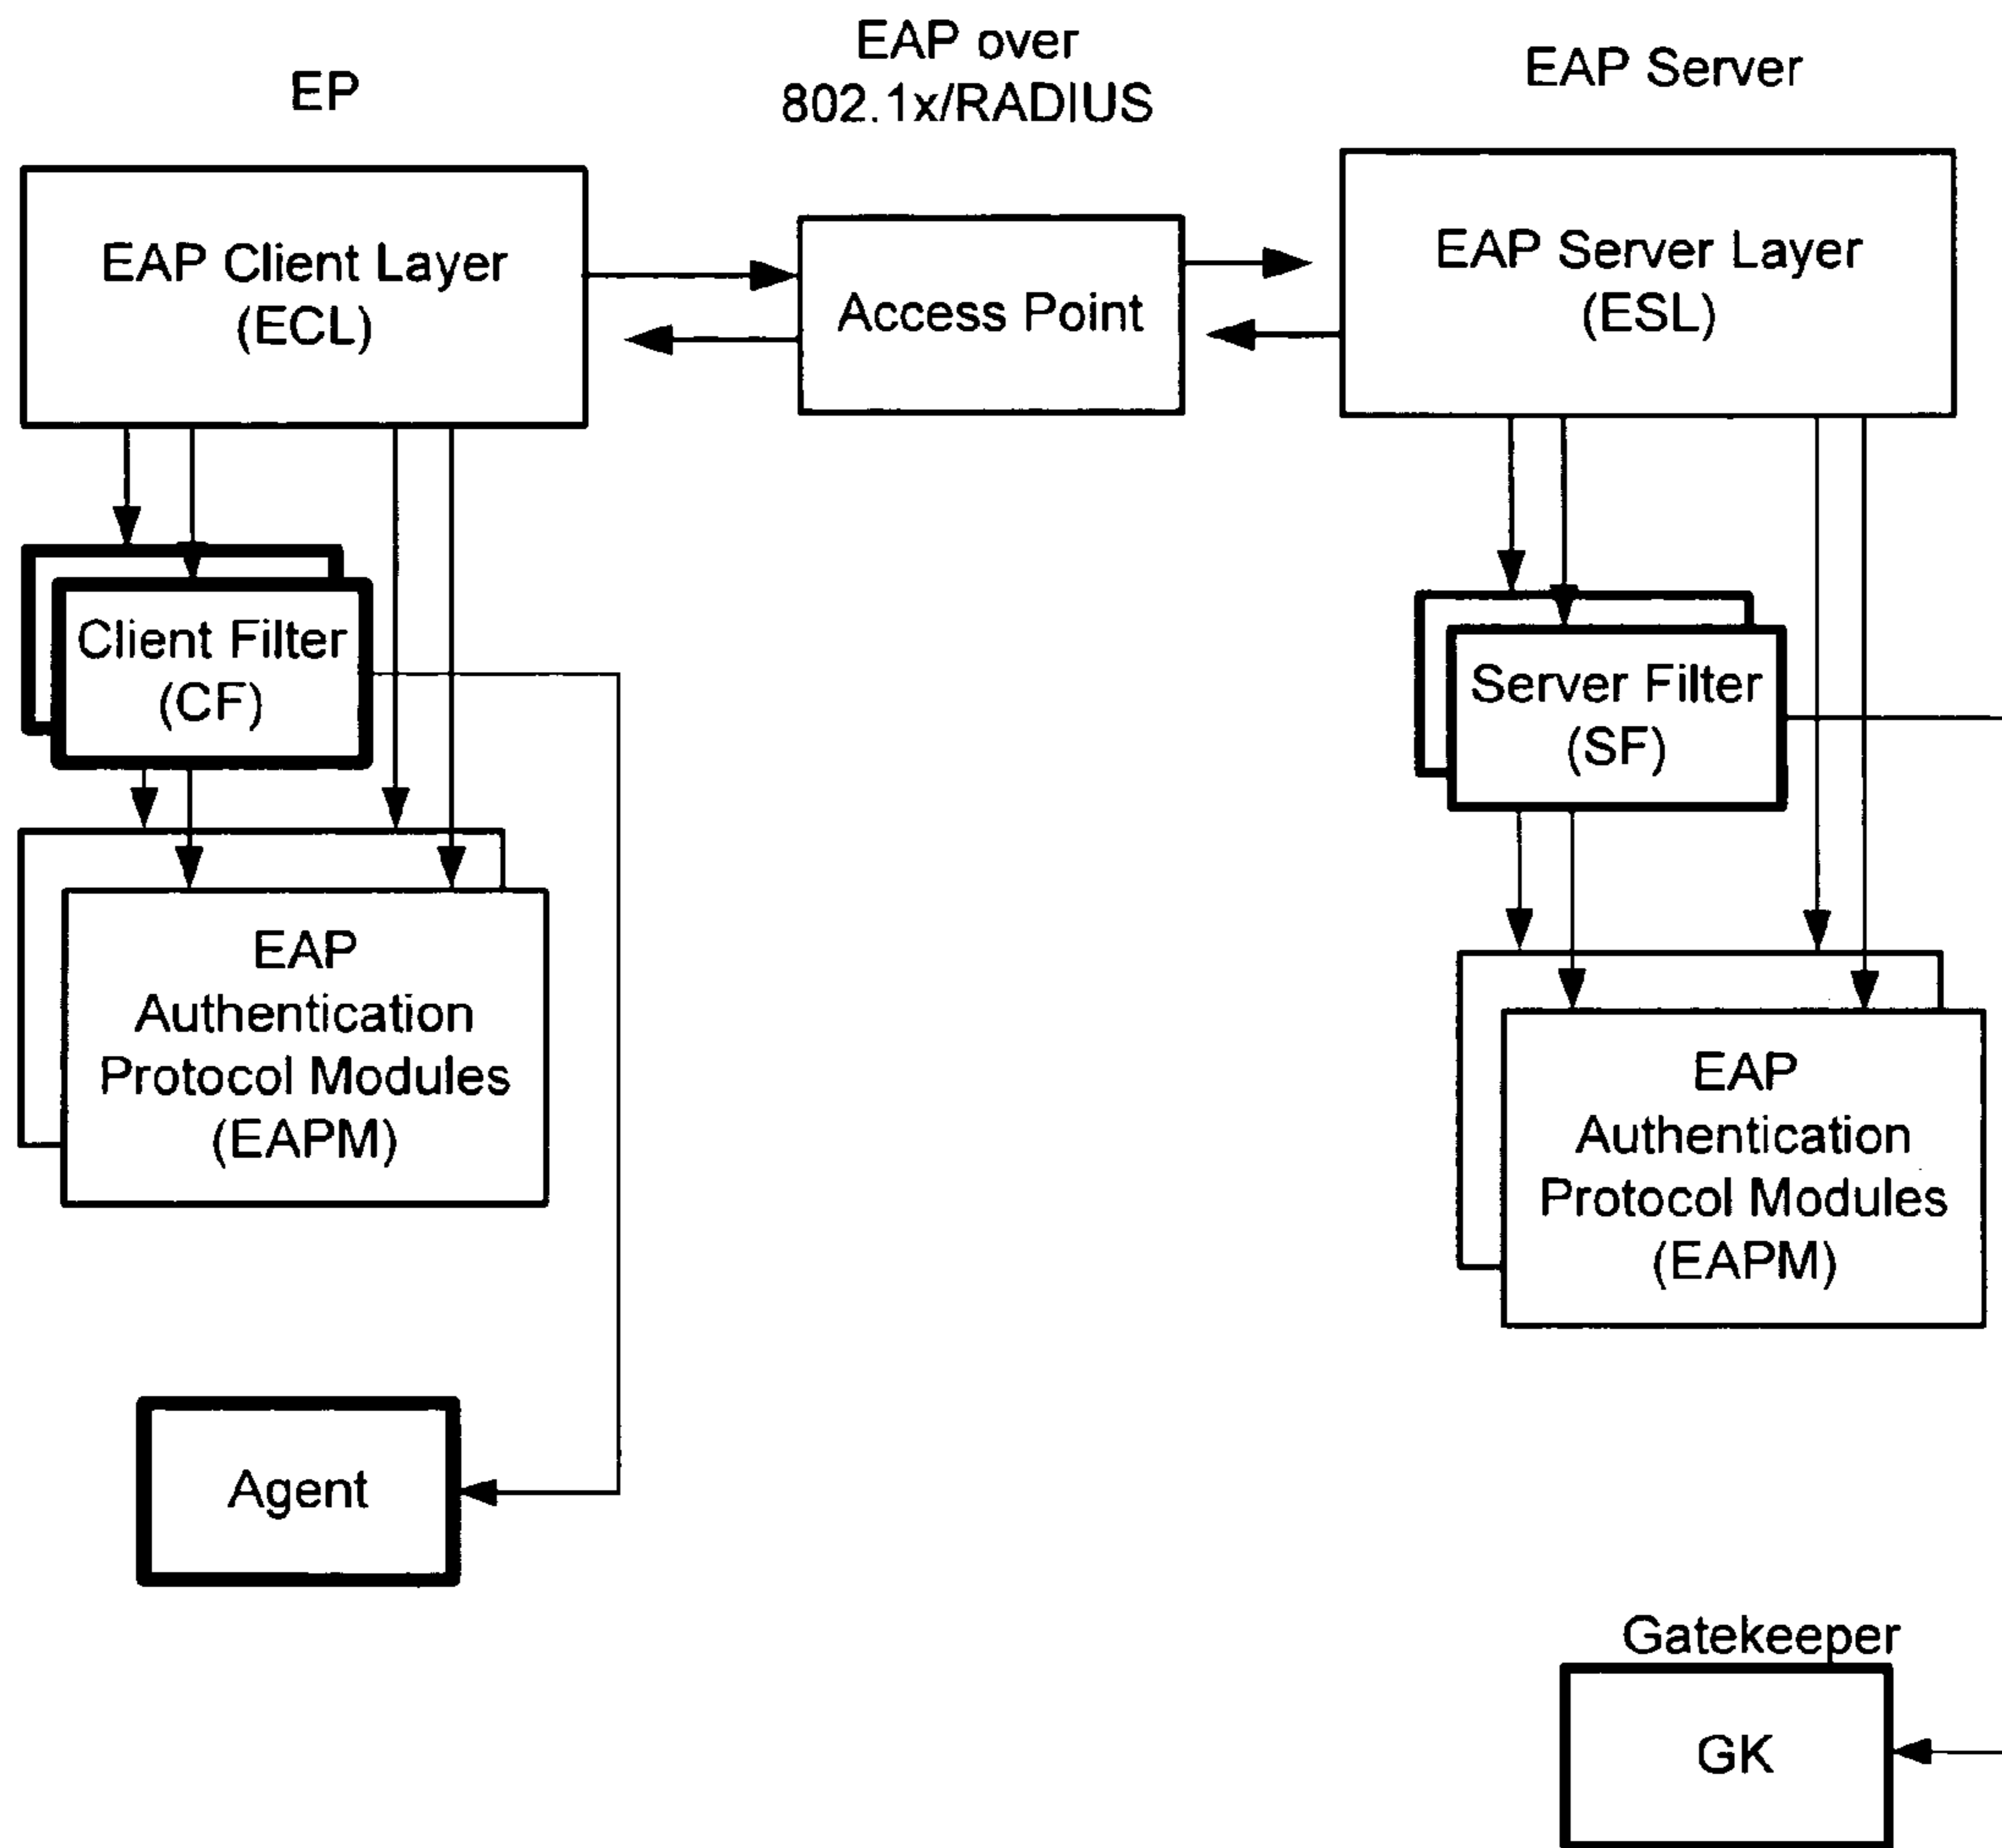 EP
EAP over
802.1x/RADIUS
EAP Server
EAP Client Layer
(ECL)
Access Point
EAP Server Layer
(ESL)
Client Filter
(CF)
Server Filter
(SF)
EAP
Authentication
Protocol Modules
(EAPM)
EAP
Authentication
Protocol Modules
(EAPM)
Agent
Gatekeeper
GK